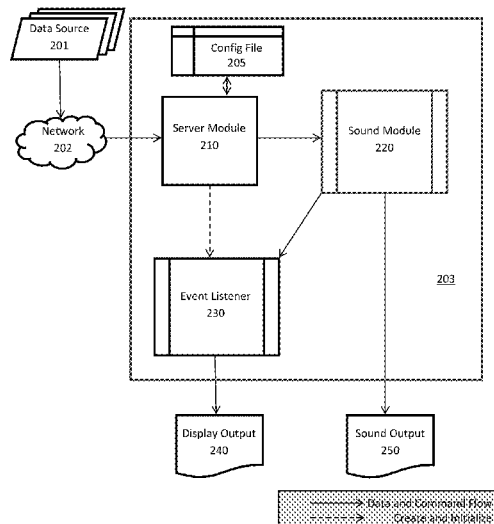 Data Source
201
Config File
205
Network
202
Server Module
210
Sound Module
220
Event Listener
230
203
Display Output
240
Sound Output
250
Data and Command Flow
Create and Initialize